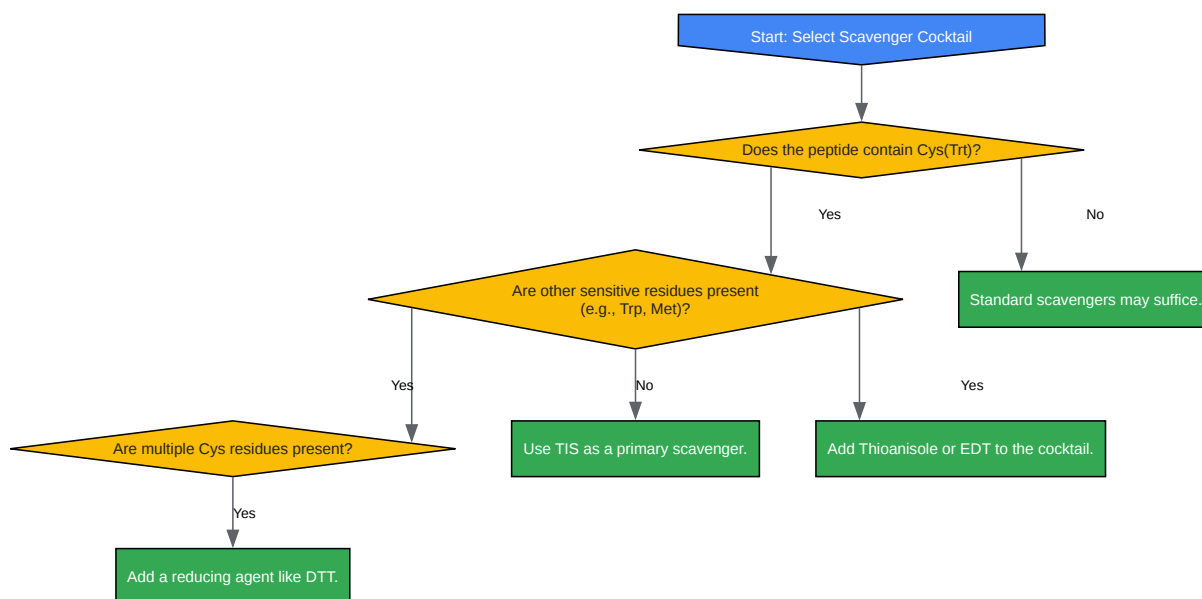 Start: Select Scavenger Cocktail
Does the peptide contain Cys(Trt)?
Yes
No
Are other sensitive residues present
(e.g., Trp, Met)?
Standard scavengers may suffice.
Yes
No
Yes
Are multiple Cys residues present?
Use TIS as a primary scavenger.
Add Thioanisole or EDT to the cocktail.
Yes
Add a reducing agent like DTT.